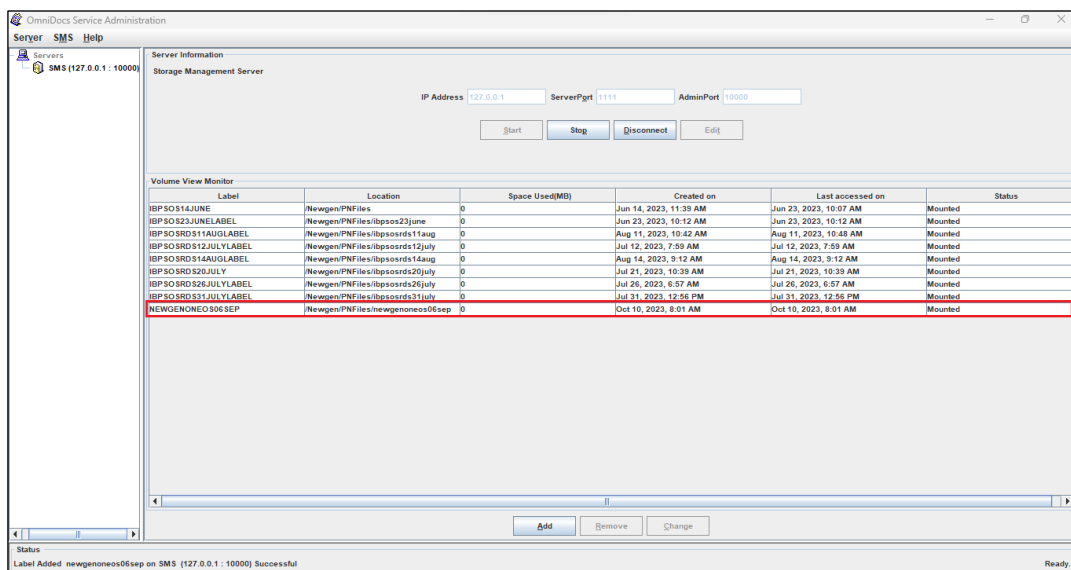 OmniDocs Service Administration
Server SMS Help
Servers
SMS (127.0.0.1 : 10000)
Server Information
Storage Management Server
IP Address 127.0.0.1 ServerPort 1111 AdminPort 10000
Start Stop Disconnect Edit
Volume View Monitor
Label Location Space Used(MB) Created on Last accessed on Status
IBPSOS14JUNE /Newgen/PNFiles 0 Jun 14, 2023, 11:39 AM Jun 23, 2023, 10:07 AM Mounted
IBPSOS23JUNELABEL /Newgen/PNFiles/ibpsos23june 0 Jun 23, 2023, 10:12 AM Jun 23, 2023, 10:12 AM Mounted
IBPSOSRDS11AUGLABEL /Newgen/PNFiles/ibpsosrds11aug 0 Aug 11, 2023, 10:42 AM Aug 11, 2023, 10:48 AM Mounted
IBPSOSRDS12JULYLABEL /Newgen/PNFiles/ibpsosrds12july 0 Jul 12, 2023, 7:59 AM Jul 12, 2023, 7:59 AM Mounted
IBPSOSRDS14AUGLABEL /Newgen/PNFiles/ibpsosrds14aug 0 Aug 14, 2023, 9:12 AM Aug 14, 2023, 9:12 AM Mounted
IBPSOSRDS20JULY /Newgen/PNFiles/ibpsosrds20july 0 Jul 21, 2023, 10:39 AM Jul 21, 2023, 10:39 AM Mounted
IBPSOSRDS26JULYLABEL /Newgen/PNFiles/ibpsosrds26july 0 Jul 26, 2023, 6:57 AM Jul 26, 2023, 6:57 AM Mounted
IBPSOSRDS31JULYLABEL /Newgen/PNFiles/ibpsosrds31july 0 Jul 31, 2023, 12:56 PM Jul 31, 2023, 12:56 PM Mounted
NEWGENONEOS06SEP /Newgen/PNFiles/newgenoneos06sep 0 Oct 10, 2023, 8:01 AM Oct 10, 2023, 8:01 AM Mounted
Add Remove Change
Status
Label Added newgenoneos06sep on SMS (127.0.0.1 : 10000) Successful Ready.